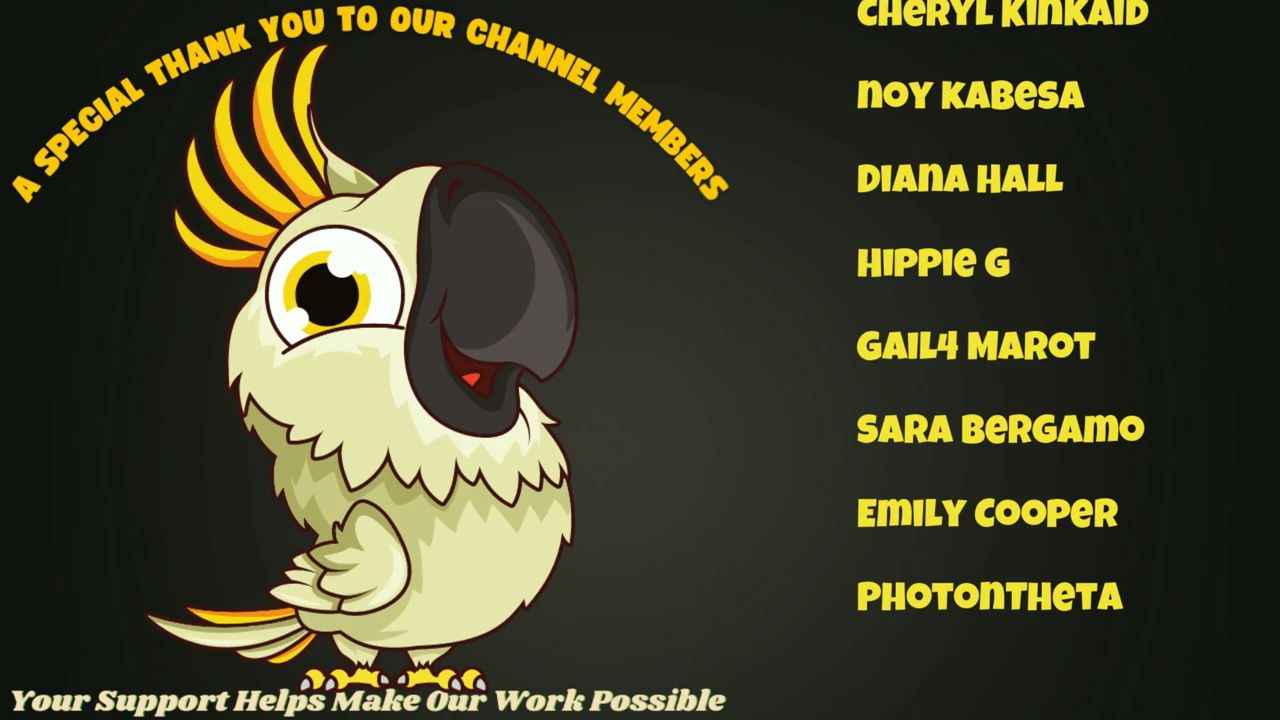 A SPECIAL THANK YOU TO OUR CHANNEL MEMBERS
CHERYL KINKAID
NOY KABESA
DIANA HALL
HIPPIE G
GAIL4 MAROT
SARA BERGAMO
EMILY COOPER
PHOTONTHETA
Your Support Helps Make Our Work Possible